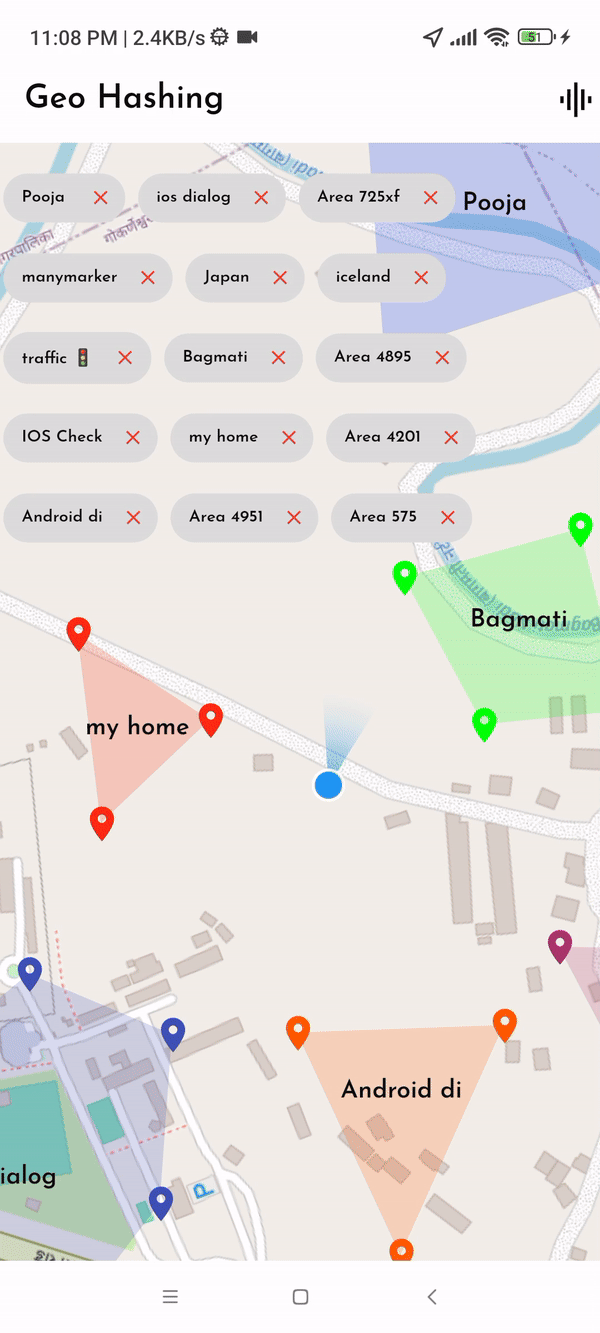 11:08 PM | 2.4KB/s
51
Geo Hashing
Pooja
ios dialog
Area 725xf
Pooja
गोकर्णेश्वर
manymarker
Japan
iceland
traffic 🚦
Bagmati
Area 4895
IOS Check
my home
Area 4201
Android di
Area 4951
Area 575
Bagmati
my home
Android di
ialog
P